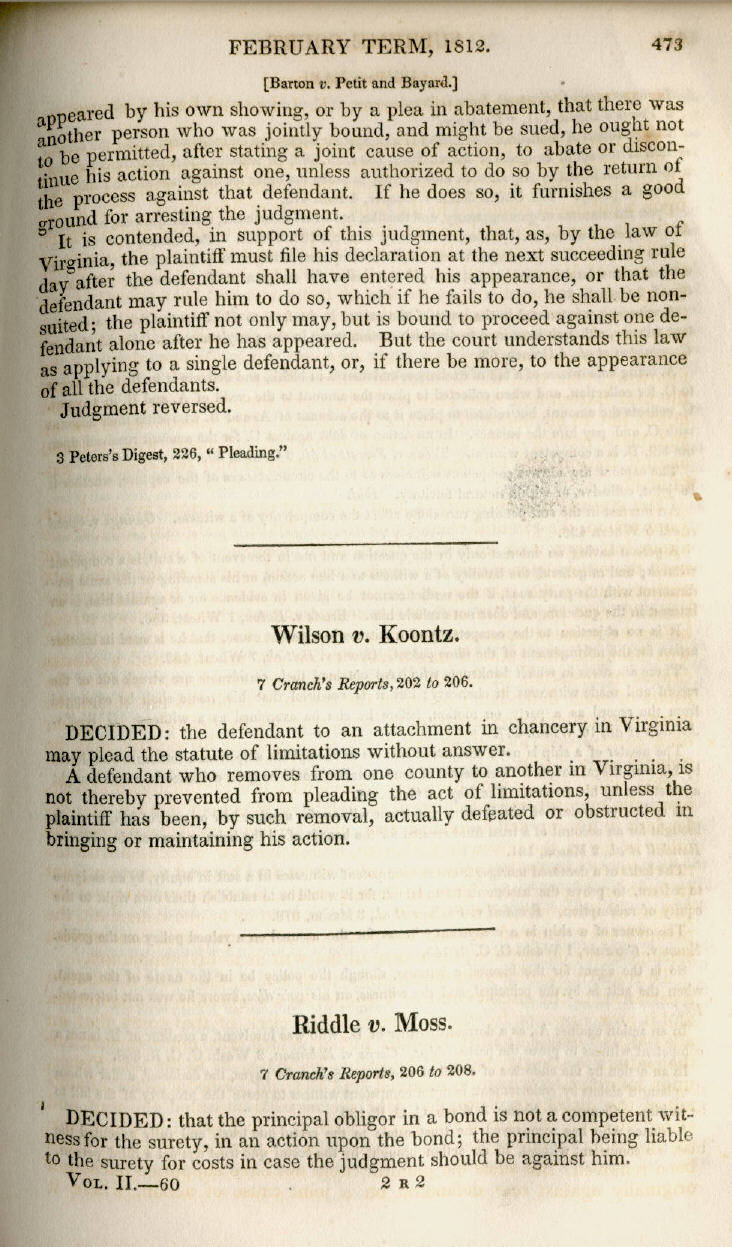 FEBRUARY TERM, 1812. 473
[Barton v. Petit and Bayard.]
appeared by his own showing, or by a plea in abatement, that there was
another person who was jointly bound, and might be sued, he ought not
to be permitted, after stating a joint cause of action, to abate or discon-
tinue his action against one, unless authorized to do so by the return of
the process against that defendant. If he does so, it furnishes a good
ground for arresting the judgment.
It is contended, in support of this judgment, that, as, by the law of
Virginia, the plaintiff must file his declaration at the next succeeding rule
day after the defendant shall have entered his appearance, or that the
defendant may rule him to do so, which if he fails to do, he shall be non-
suited; the plaintiff not only may, but is bound to proceed against one de-
fendant alone after he has appeared. But the court understands this law
as applying to a single defendant, or, if there be more, to the appearance
of all the defendants.
Judgment reversed.
3 Peters's Digest, 226, "Pleading."
Wilson v. Koontz.
7 Cranch's Reports, 202 to 206.
DECIDED: the defendant to an attachment in chancery in Virginia
may plead the statute of limitations without answer.
A defendant who removes from one county to another in Virginia, is
not thereby prevented from pleading the act of limitations, unless the
plaintiff has been, by such removal, actually defeated or obstructed in
bringing or maintaining his action.
Riddle v. Moss.
7 Cranch's Reports, 206 to 208.
DECIDED: that the principal obligor in a bond is not a competent wit-
ness for the surety, in an action upon the bond; the principal being liable
to the surety for costs in case the judgment should be against him.
VOL. II.—60 2 R 2